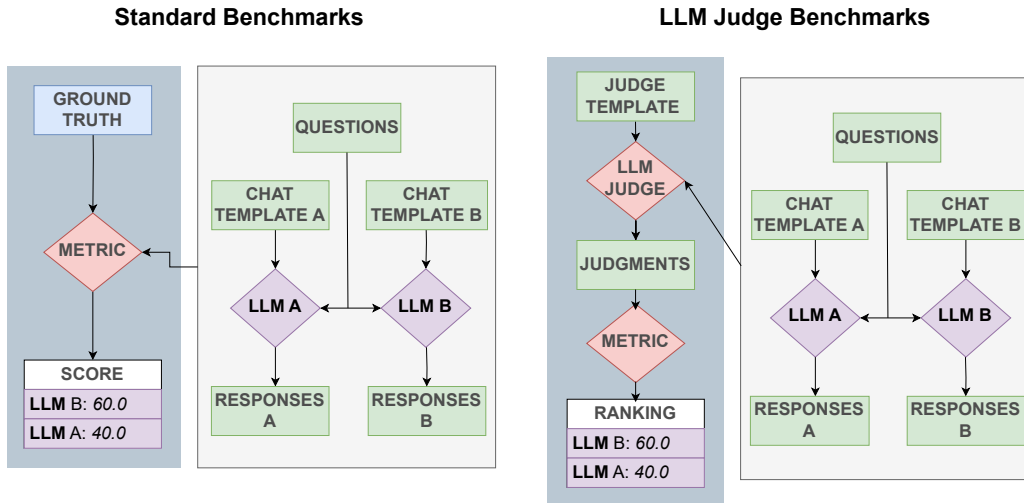 Standard Benchmarks
GROUND
TRUTH
METRIC
SCORE
LLM B: 60.0
LLM A: 40.0
QUESTIONS
CHAT
TEMPLATE A
CHAT
TEMPLATE B
LLM A
LLM B
RESPONSES
A
RESPONSES
B
LLM Judge Benchmarks
JUDGE
TEMPLATE
LLM
JUDGE
JUDGMENTS
METRIC
RANKING
LLM B: 60.0
LLM A: 40.0
QUESTIONS
CHAT
TEMPLATE A
CHAT
TEMPLATE B
LLM A
LLM B
RESPONSES
A
RESPONSES
B